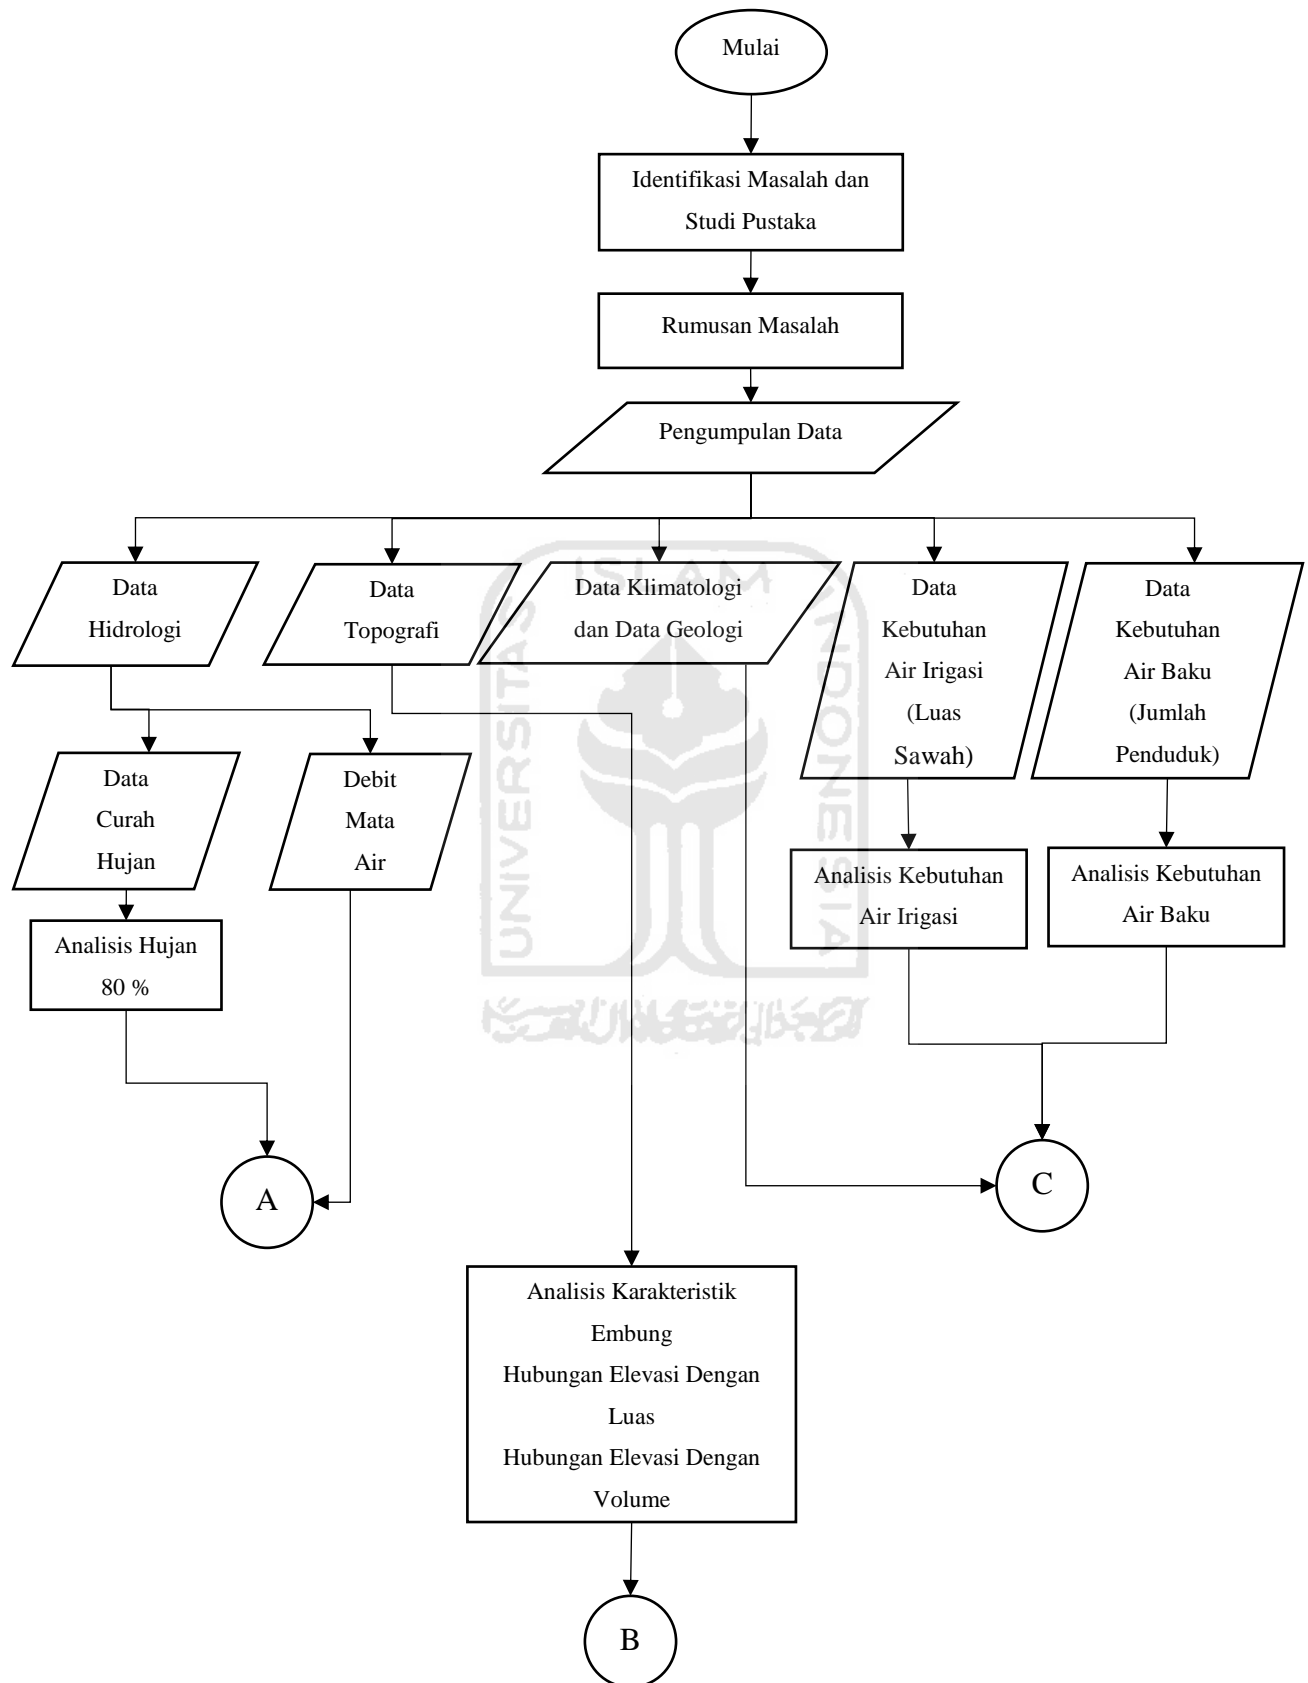 Mulai
Identifikasi Masalah dan
Studi Pustaka
Rumusan Masalah
Pengumpulan Data
Data
Hidrologi
Data
Topografi
Data Klimatologi
dan Data Geologi
Data
Kebutuhan
Air Irigasi
(Luas
Sawah)
Data
Kebutuhan
Air Baku
(Jumlah
Penduduk)
Data
Curah
Hujan
Debit
Mata
Air
Analisis Kebutuhan
Air Irigasi
Analisis Kebutuhan
Air Baku
Analisis Hujan
80 %
A
C
Analisis Karakteristik
Embung
Hubungan Elevasi Dengan
Luas
Hubungan Elevasi Dengan
Volume
B
UNIVERSITAS
ISLAM
INDONESIA